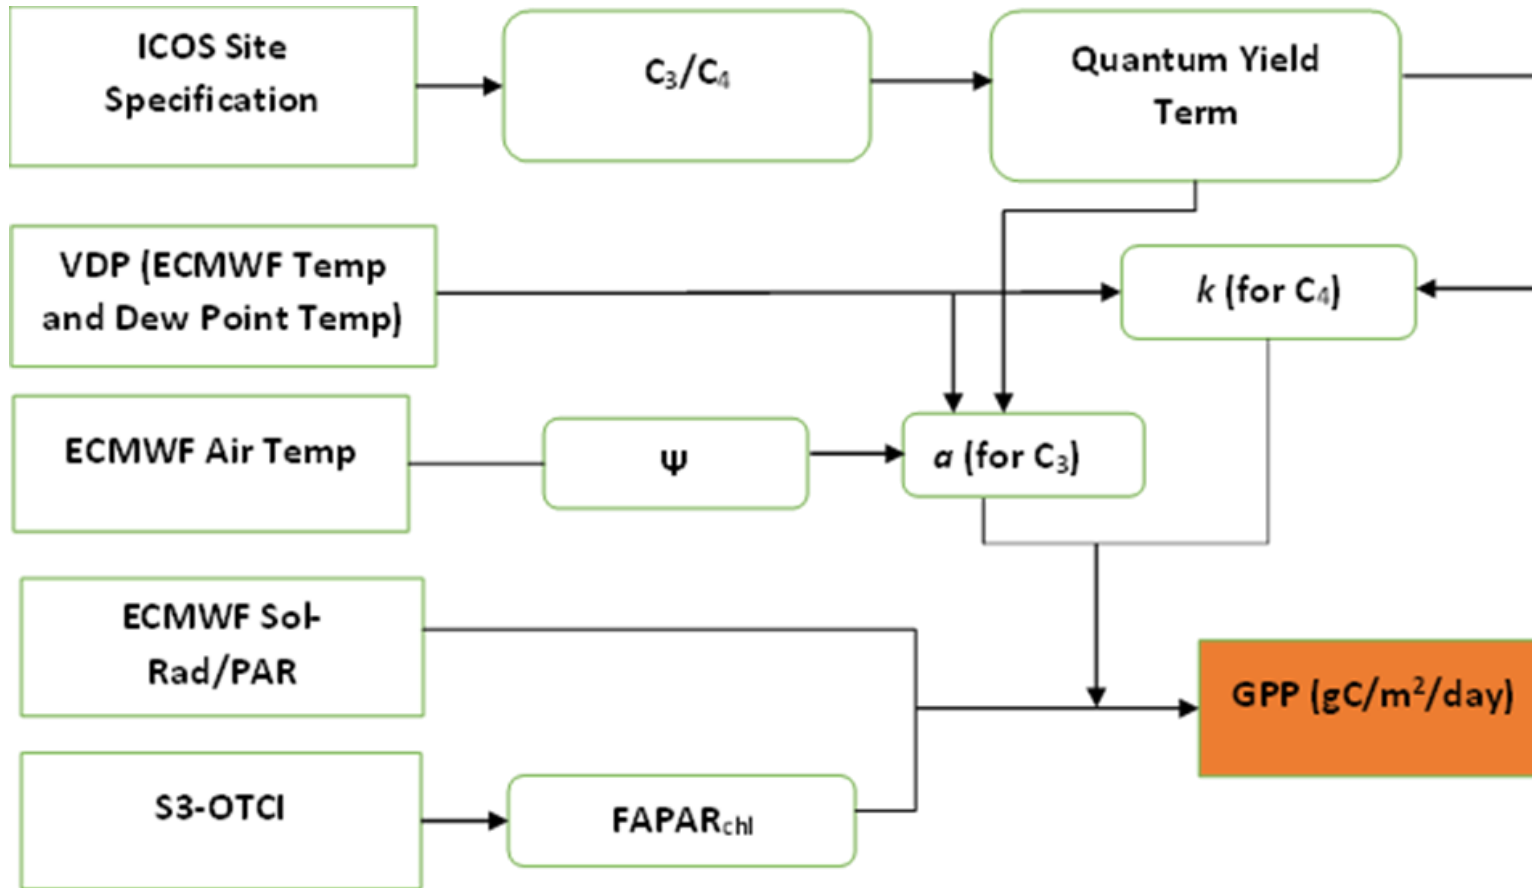 ICOS Site
Specification
C₃/C₄
Quantum Yield
Term
VDP (ECMWF Temp
and Dew Point Temp)
k (for C₄)
ECMWF Air Temp
Ψ
a (for C₃)
ECMWF Sol-
Rad/PAR
GPP (gC/m²/day)
S3-OTCI
FAPARchl